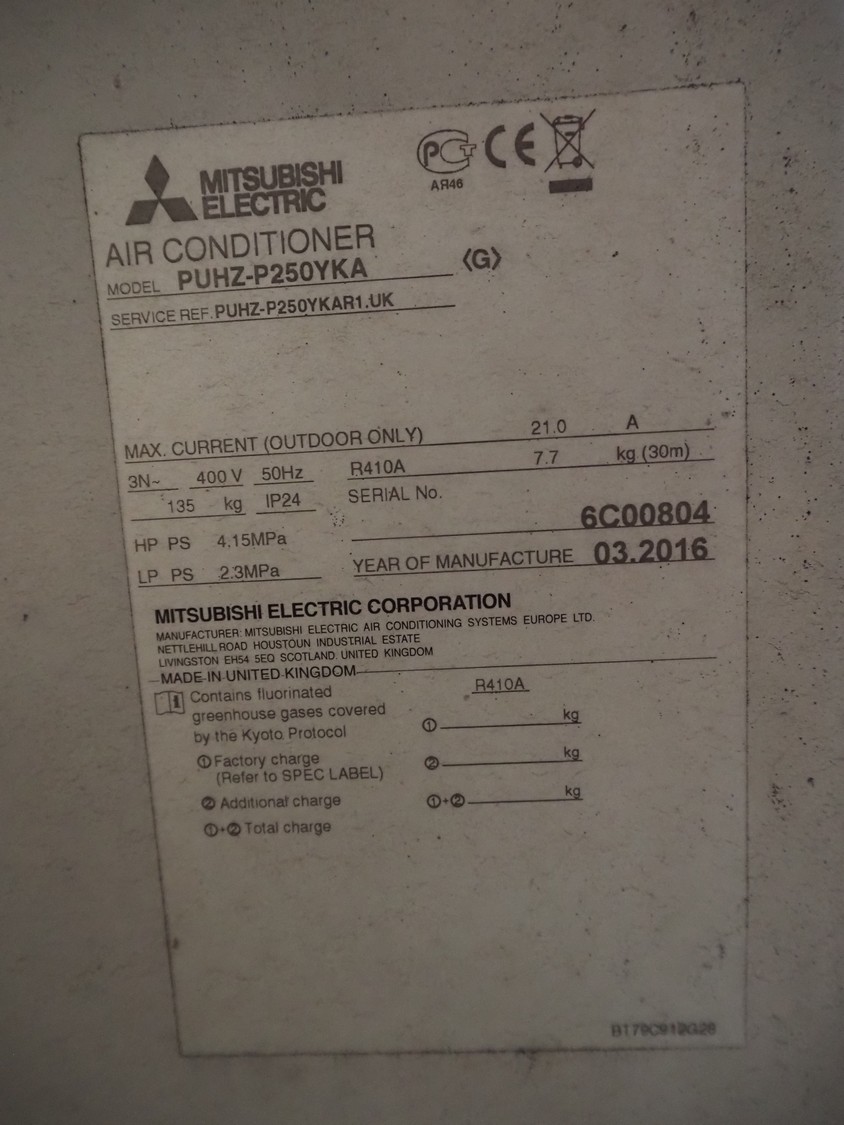 MITSUBISHI
ELECTRIC
PCT CE
АЯ46
AIR CONDITIONER
MODEL PUHZ-P250YKA 〈G〉
SERVICE REF. PUHZ-P250YKAR1.UK
MAX. CURRENT (OUTDOOR ONLY) 21.0 A
3N~ 400 V 50Hz R410A 7.7 kg (30m)
135 kg IP24 SERIAL No.
6C00804
HP PS 4.15MPa
LP PS 2.3MPa YEAR OF MANUFACTURE 03.2016
MITSUBISHI ELECTRIC CORPORATION
MANUFACTURER: MITSUBISHI ELECTRIC AIR CONDITIONING SYSTEMS EUROPE LTD.
NETTLEHILL ROAD HOUSTOUN INDUSTRIAL ESTATE
LIVINGSTON EH54 5EQ SCOTLAND, UNITED KINGDOM
MADE IN UNITED KINGDOM
Contains fluorinated R410A
greenhouse gases covered
by the Kyoto Protocol ① kg
①Factory charge ② kg
(Refer to SPEC LABEL)
② Additional charge ①+② kg
①+② Total charge